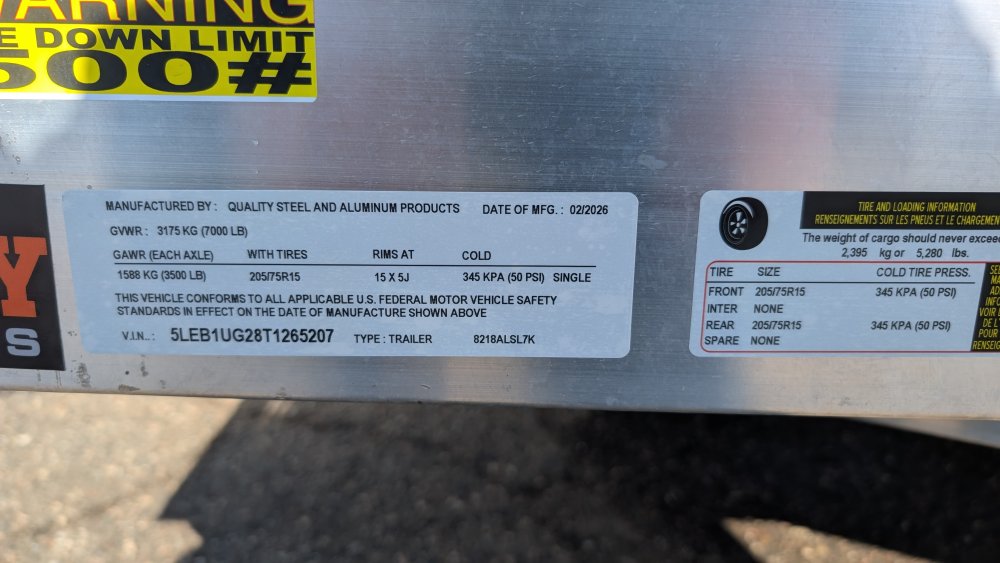 WARNING
E DOWN LIMIT
500#
Y
S
MANUFACTURED BY : QUALITY STEEL AND ALUMINUM PRODUCTS DATE OF MFG. : 02/2026
GVWR : 3175 KG (7000 LB)
GAWR (EACH AXLE) WITH TIRES RIMS AT COLD
1588 KG (3500 LB) 205/75R15 15 X 5J 345 KPA (50 PSI) SINGLE
THIS VEHICLE CONFORMS TO ALL APPLICABLE U.S. FEDERAL MOTOR VEHICLE SAFETY
STANDARDS IN EFFECT ON THE DATE OF MANUFACTURE SHOWN ABOVE
V.I.N.. : 5LEB1UG28T1265207 TYPE : TRAILER 8218ALSL7K
TIRE AND LOADING INFORMATION
RENSEIGNEMENTS SUR LES PNEUS ET LE CHARGEMEN
The weight of cargo should never excee
2,395 kg or 5,280 lbs.
TIRE SIZE COLD TIRE PRESS.
FRONT 205/75R15 345 KPA (50 PSI)
INTER NONE
REAR 205/75R15 345 KPA (50 PSI)
SPARE NONE